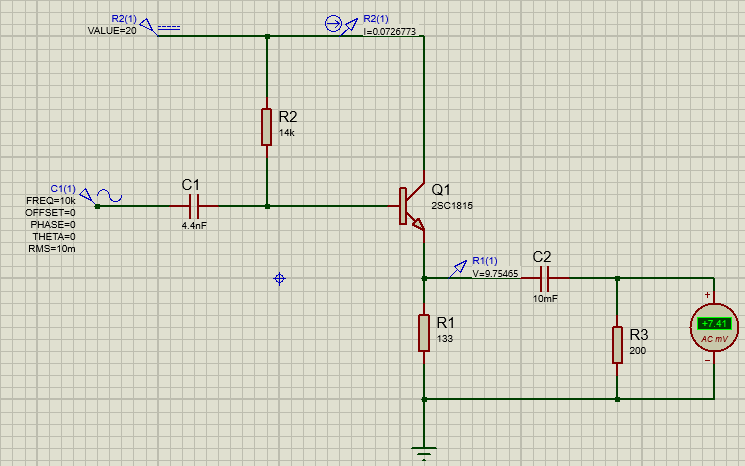 R2(1)
VALUE=20
R2(1)
I=0.0726773
R2
14k
C1(1)
FREQ=10k
OFFSET=0
PHASE=0
THETA=0
RMS=10m
C1
4.4nF
Q1
2SC1815
R1(1)
V=9.75465
C2
10mF
R1
133
R3
200
+
+7.41
AC mV
−